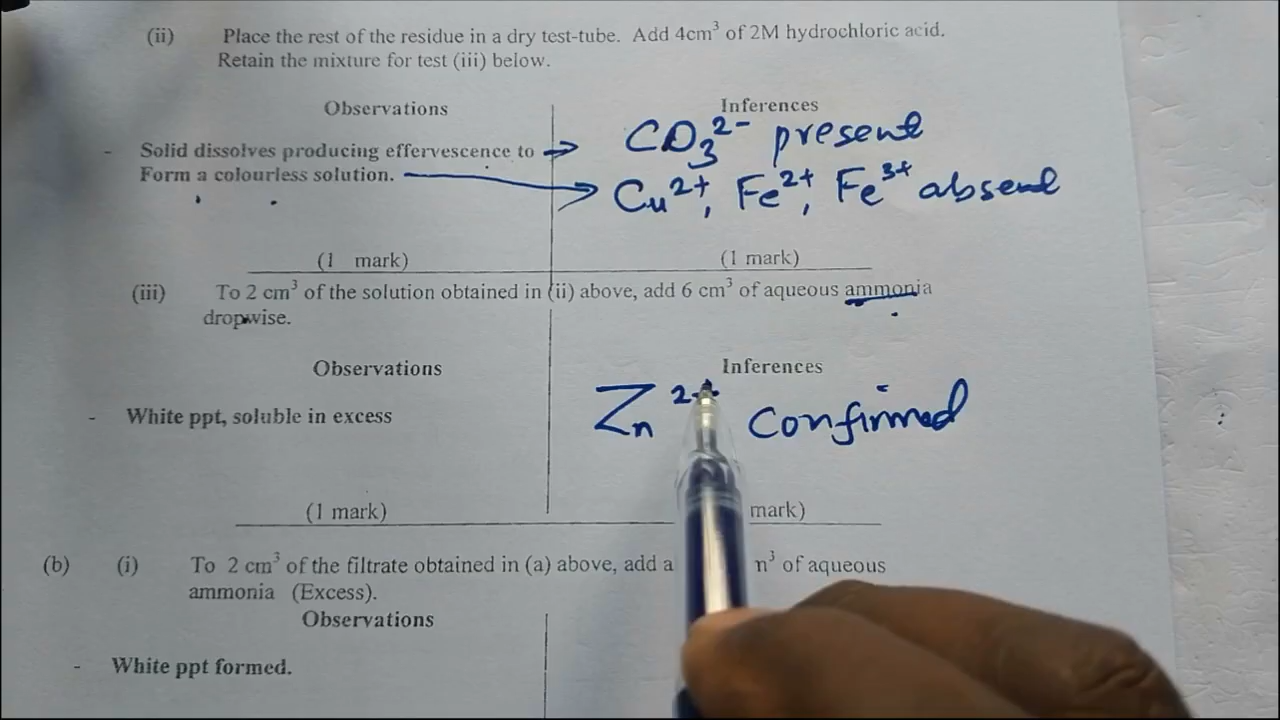 (ii) Place the rest of the residue in a dry test-tube. Add 4cm³ of 2M hydrochloric acid.
Retain the mixture for test (iii) below.
Observations Inferences
- Solid dissolves producing effervescence to → CO₃²⁻ present
Form a colourless solution. → Cu²⁺, Fe²⁺, Fe³⁺ absent
(1 mark) (1 mark)
(iii) To 2 cm³ of the solution obtained in (ii) above, add 6 cm³ of aqueous ammonia
dropwise.
Observations Inferences
- White ppt, soluble in excess Zn²⁺ confirmed
(1 mark) mark)
(b) (i) To 2 cm³ of the filtrate obtained in (a) above, add a of aqueous
ammonia (Excess).
Observations
- White ppt formed.